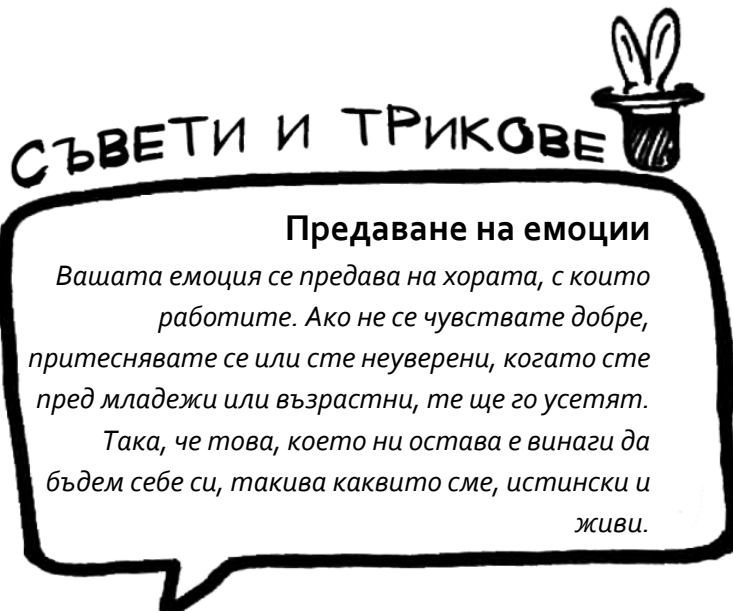 СЪВЕТИ И ТРИКОВЕ
Предаване на емоции
Вашата емоция се предава на хората, с които
работите. Ако не се чувствате добре,
притеснявате се или сте неуверени, когато сте
пред младежи или възрастни, те ще го усетят.
Така, че това, което ни остава е винаги да
бъдем себе си, такива каквито сме, истински и
живи.